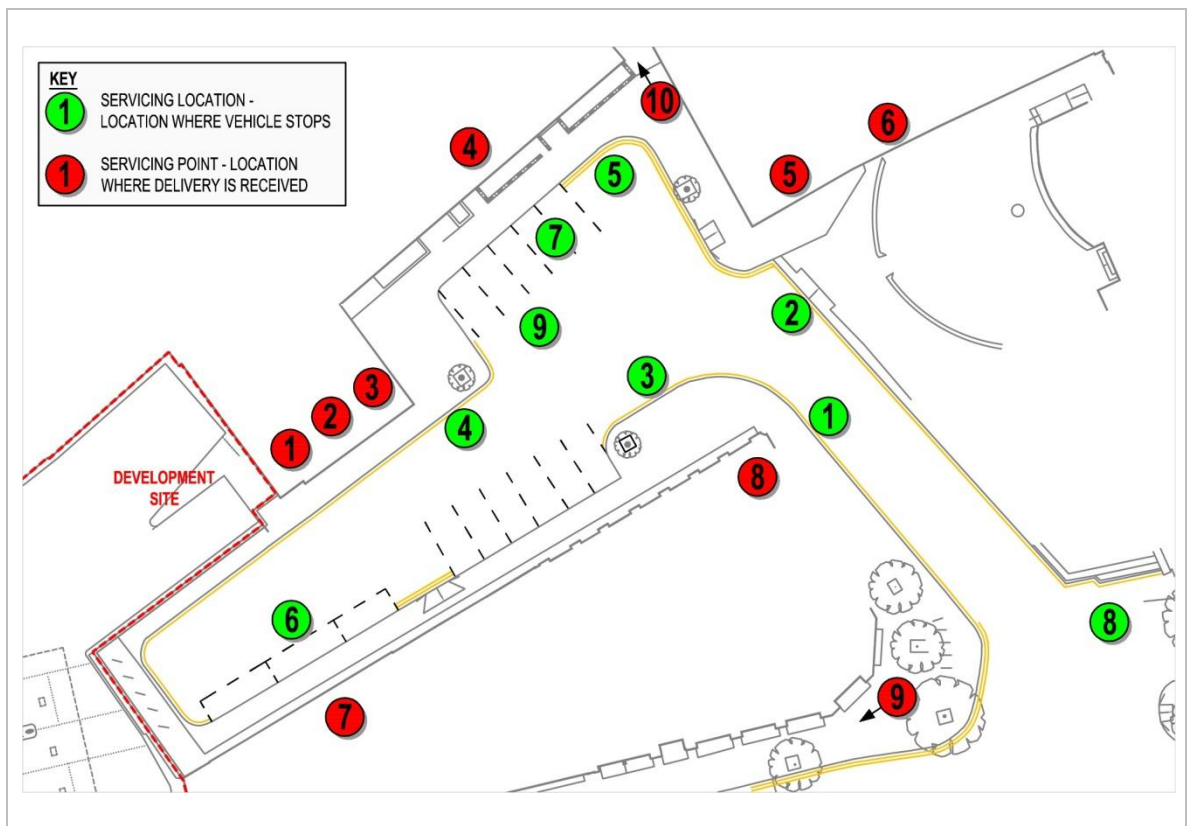 KEY
1 SERVICING LOCATION -
LOCATION WHERE VEHICLE STOPS
1 SERVICING POINT - LOCATION
WHERE DELIVERY IS RECEIVED
10
6
4
5
5
7
2
9
3
3
1
2
4
1
8
DEVELOPMENT
SITE
6
8
9
7